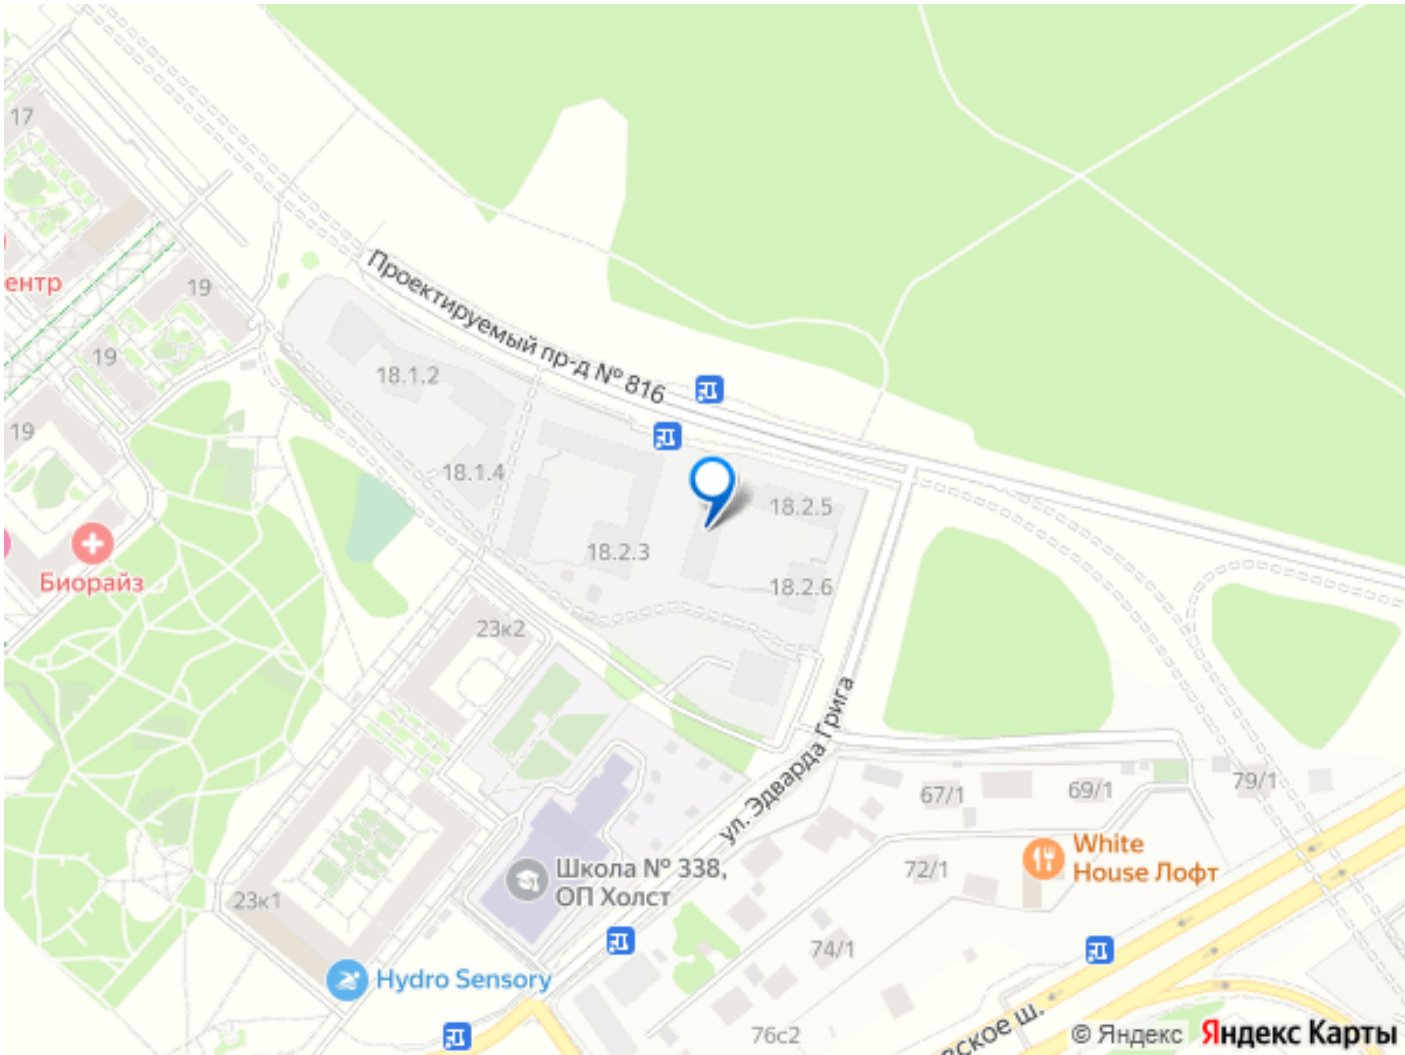 17
ентр
19
19
19
Проектируемый пр-д № 816
18.1.2
18.1.4
18.2.5
18.2.3
18.2.6
Биорайз
23к2
ул. Эдварда Грига
67/1
69/1
79/1
White
House Лофт
Школа № 338,
ОП Холст
72/1
23к1
74/1
Hydro Sensory
76с2
вское ш.
© Яндекс Яндекс Карты